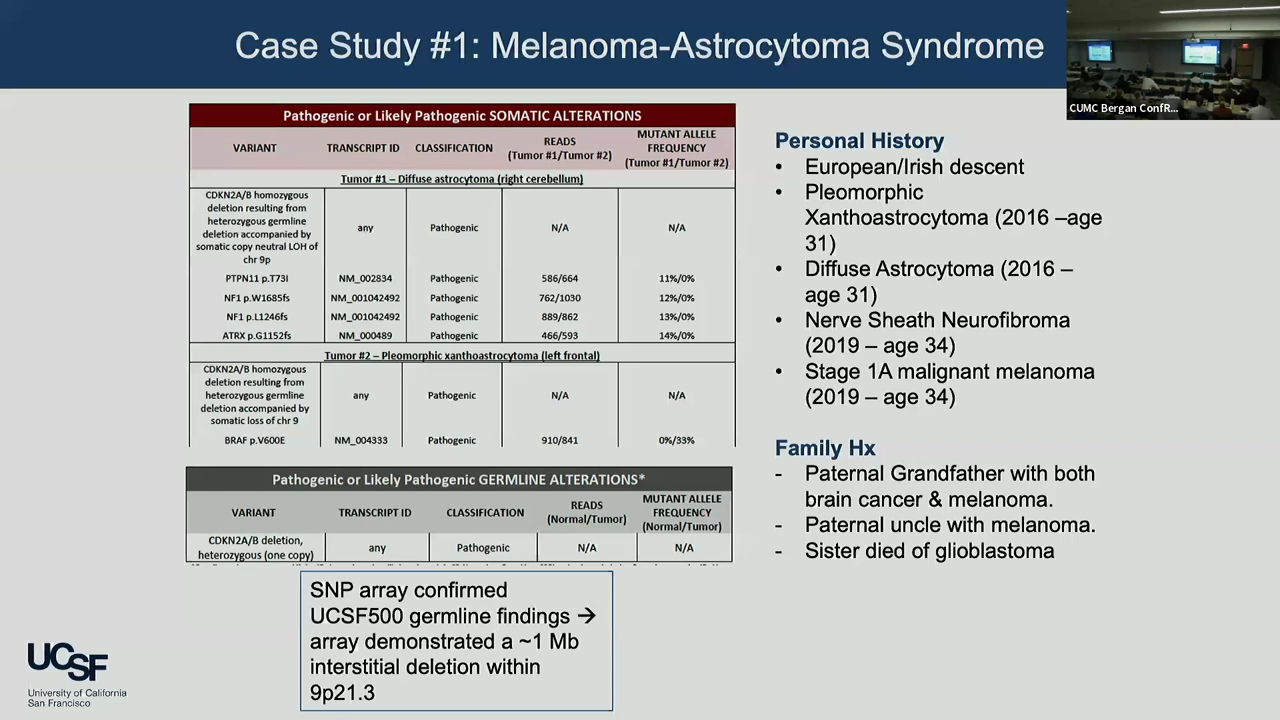 Case Study #1: Melanoma-Astrocytoma Syndrome
CUMC Bergan ConfR...
Pathogenic or Likely Pathogenic SOMATIC ALTERATIONS
VARIANT TRANSCRIPT ID CLASSIFICATION READS (Tumor #1/Tumor #2) MUTANT ALLELE FREQUENCY (Tumor #1/Tumor #2)
Tumor #1 – Diffuse astrocytoma (right cerebellum)
CDKN2A/B homozygous
deletion resulting from
heterozygous germline
deletion accompanied by
somatic copy neutral LOH of
chr 9p
any Pathogenic N/A N/A
PTPN11 p.T73I NM_002834 Pathogenic 586/664 11%/0%
NF1 p.W1685fs NM_001042492 Pathogenic 762/1030 12%/0%
NF1 p.L1246fs NM_001042492 Pathogenic 889/862 13%/0%
ATRX p.G1152fs NM_000489 Pathogenic 466/593 14%/0%
Tumor #2 – Pleomorphic xanthoastrocytoma (left frontal)
CDKN2A/B homozygous
deletion resulting from
heterozygous germline
deletion accompanied by
somatic loss of chr 9
any Pathogenic N/A N/A
BRAF p.V600E NM_004333 Pathogenic 910/841 0%/33%
Pathogenic or Likely Pathogenic GERMLINE ALTERATIONS*
VARIANT TRANSCRIPT ID CLASSIFICATION READS (Normal/Tumor) MUTANT ALLELE FREQUENCY (Normal/Tumor)
CDKN2A/B deletion,
heterozygous (one copy)
any Pathogenic N/A N/A
SNP array confirmed
UCSF500 germline findings →
array demonstrated a ~1 Mb
interstitial deletion within
9p21.3
Personal History
• European/Irish descent
• Pleomorphic
Xanthoastrocytoma (2016 –age
31)
• Diffuse Astrocytoma (2016 –
age 31)
• Nerve Sheath Neurofibroma
(2019 – age 34)
• Stage 1A malignant melanoma
(2019 – age 34)
Family Hx
- Paternal Grandfather with both
brain cancer & melanoma.
- Paternal uncle with melanoma.
- Sister died of glioblastoma
UCSF
University of California
San Francisco